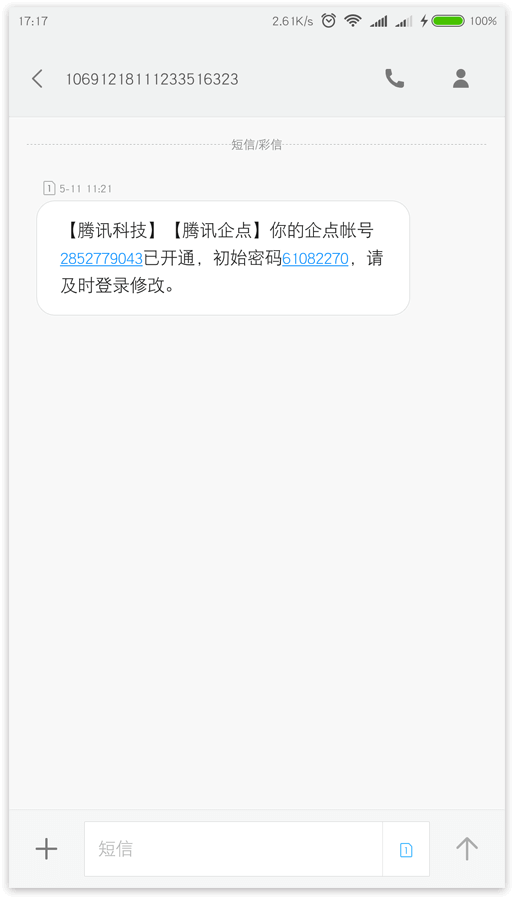 17:17 2.61K/s 100%
10691218111233516323
短信/彩信
1 5-11 11:21
【腾讯科技】【腾讯企点】你的企点帐号
2852779043已开通，初始密码61082270，请
及时登录修改。
短信 1